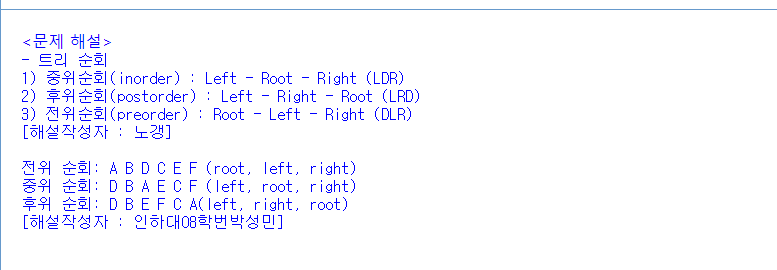 <문제 해설>
- 트리 순회
1) 중위순회(inorder) : Left - Root - Right (LDR)
2) 후위순회(postorder) : Left - Right - Root (LRD)
3) 전위순회(preorder) : Root - Left - Right (DLR)
[해설작성자 : 노갱]
전위 순회: A B D C E F (root, left, right)
중위 순회: D B A E C F (left, root, right)
후위 순회: D B E F C A(left, right, root)
[해설작성자 : 인하대08학번박성민]